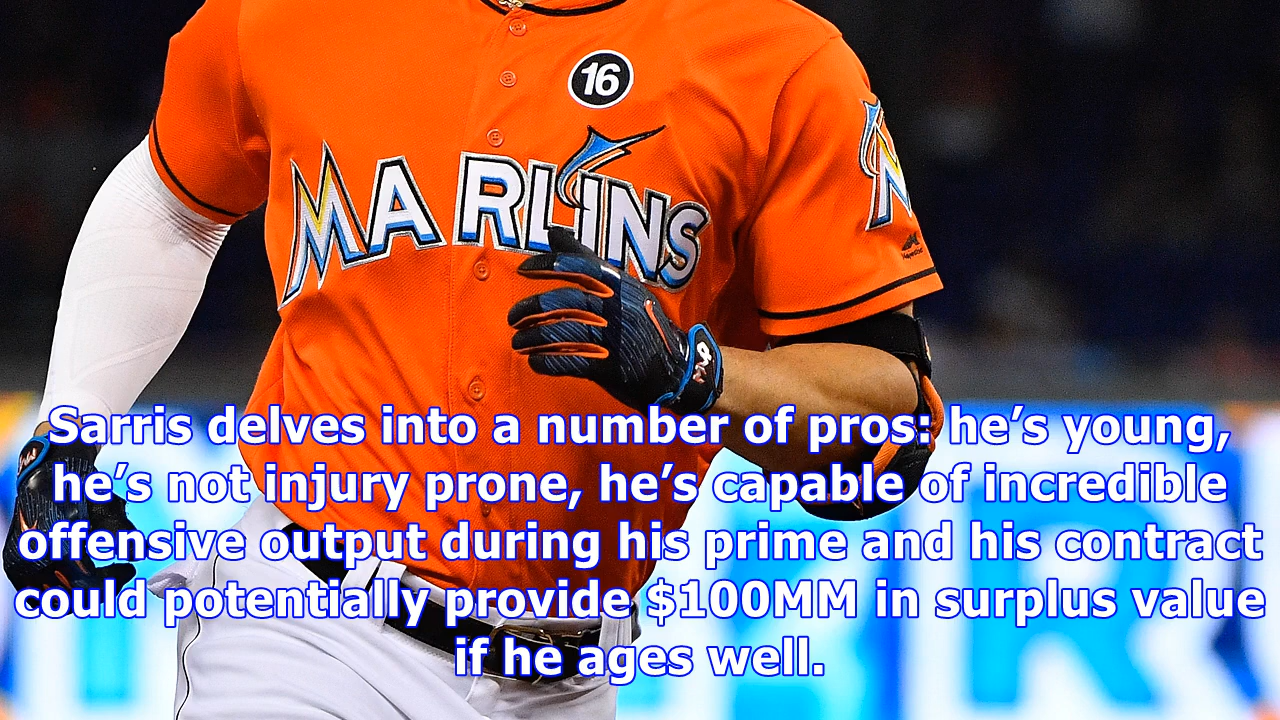 16
MARLINS
M
Majestic
Sarris delves into a number of pros: he’s young,
he’s not injury prone, he’s capable of incredible
offensive output during his prime and his contract
could potentially provide $100MM in surplus value
if he ages well.